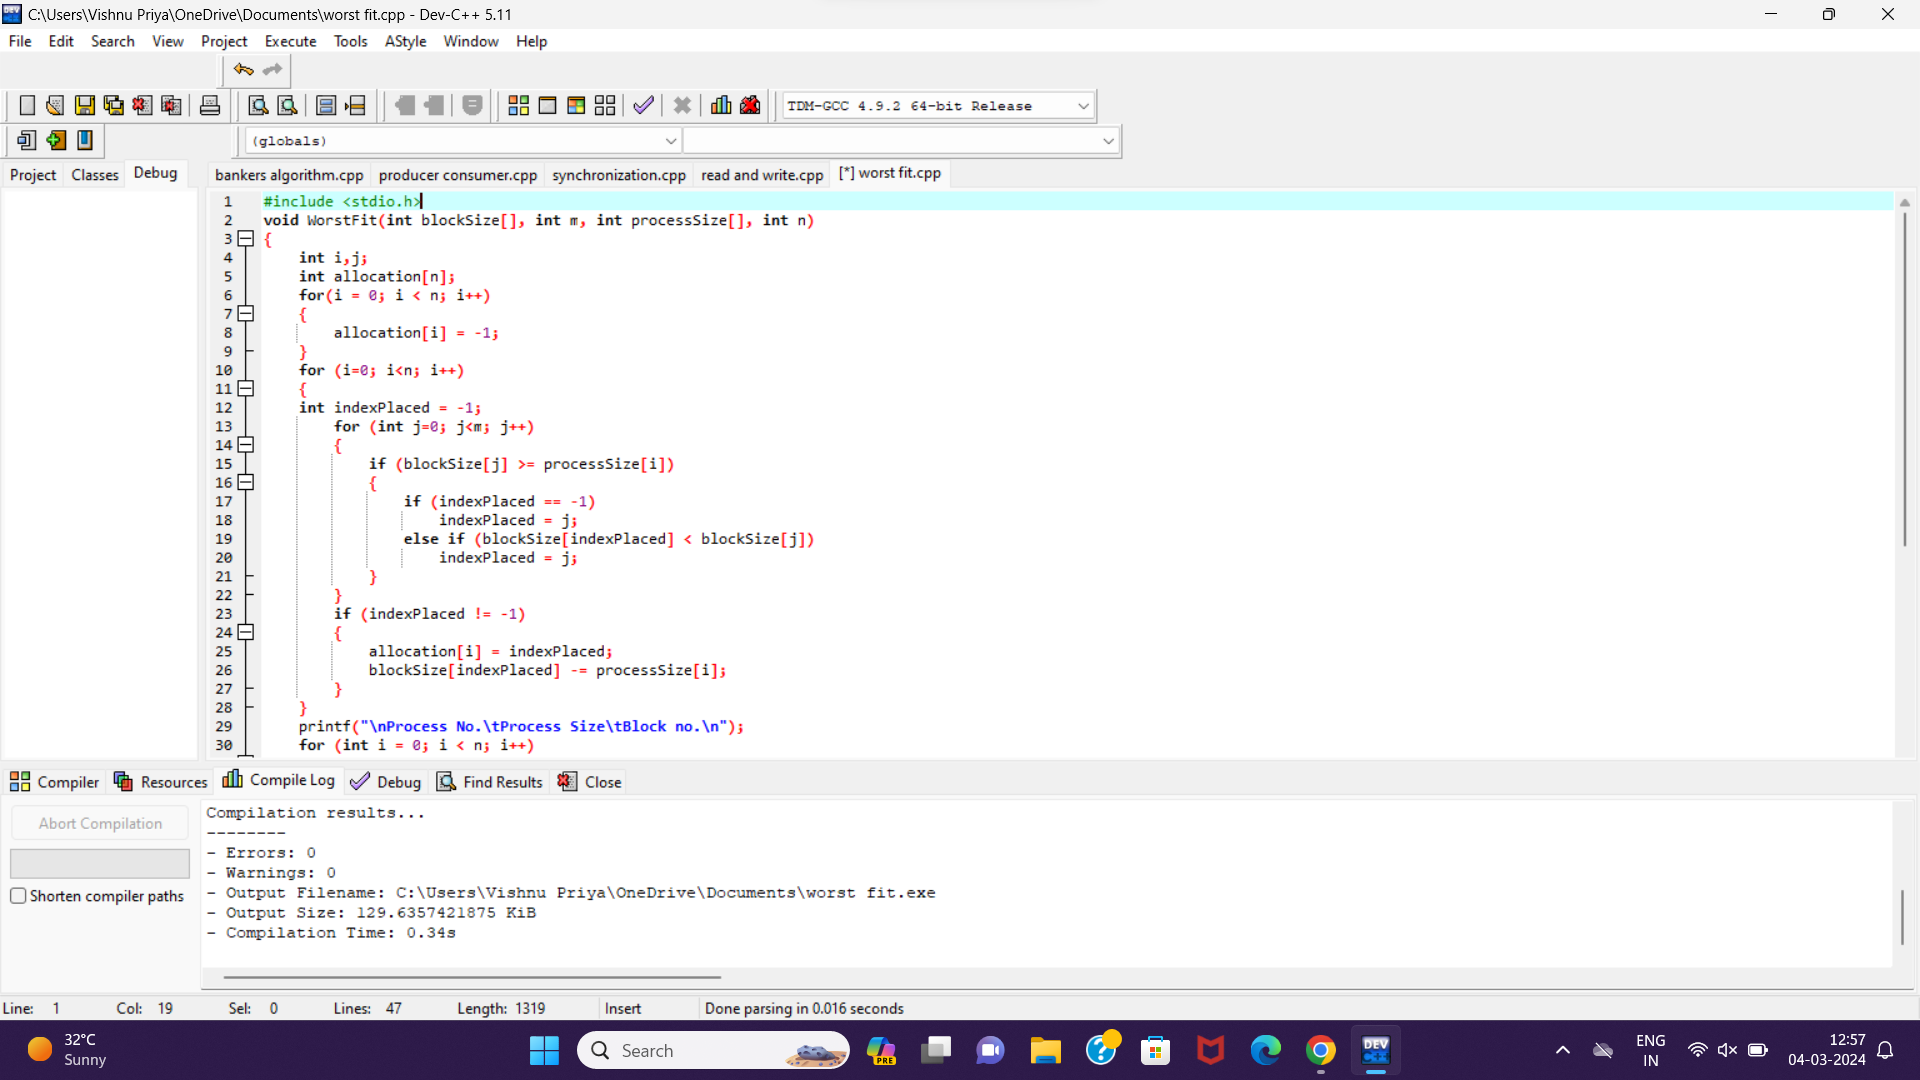 C:\Users\Vishnu Priya\OneDrive\Documents\worst fit.cpp - Dev-C++ 5.11
File Edit Search View Project Execute Tools AStyle Window Help
TDM-GCC 4.9.2 64-bit Release
(globals)
Project Classes Debug
bankers algorithm.cpp producer consumer.cpp synchronization.cpp read and write.cpp [*] worst fit.cpp
1 #include <stdio.h>
2 void WorstFit(int blockSize[], int m, int processSize[], int n)
3 {
4 int i,j;
5 int allocation[n];
6 for(i = 0; i < n; i++)
7 {
8 allocation[i] = -1;
9 }
10 for (i=0; i<n; i++)
11 {
12 int indexPlaced = -1;
13 for (int j=0; j<m; j++)
14 {
15 if (blockSize[j] >= processSize[i])
16 {
17 if (indexPlaced == -1)
18 indexPlaced = j;
19 else if (blockSize[indexPlaced] < blockSize[j])
20 indexPlaced = j;
21 }
22 }
23 if (indexPlaced != -1)
24 {
25 allocation[i] = indexPlaced;
26 blockSize[indexPlaced] -= processSize[i];
27 }
28 }
29 printf("\nProcess No.\tProcess Size\tBlock no.\n");
30 for (int i = 0; i < n; i++)
Compiler Resources Compile Log Debug Find Results Close
Abort Compilation
Shorten compiler paths
Compilation results...
--------
- Errors: 0
- Warnings: 0
- Output Filename: C:\Users\Vishnu Priya\OneDrive\Documents\worst fit.exe
- Output Size: 129.6357421875 KiB
- Compilation Time: 0.34s
Line: 1 Col: 19 Sel: 0 Lines: 47 Length: 1319 Insert Done parsing in 0.016 seconds
32°C
Sunny
Search
PRE
DEV
C++
ENG
IN
12:57
04-03-2024